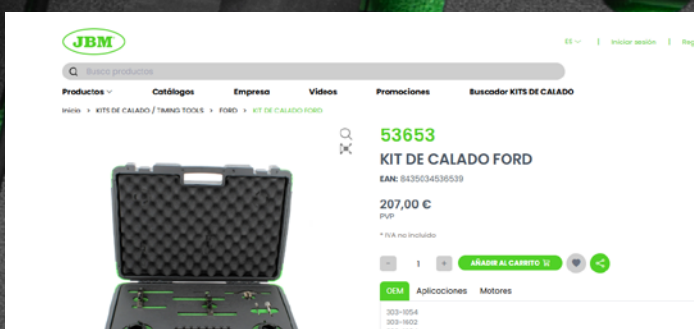 JBM
ES | Iniciar sesión | Reg
Busca productos
Productos Catálogos Empresa Vídeos Promociones Buscador KITS DE CALADO
Inicio > KITS DE CALADO / TIMING TOOLS > FORD > KIT DE CALADO FORD
53653
KIT DE CALADO FORD
EAN: 8435034536539
207,00 €
PVP
* IVA no incluido
- 1 + AÑADIR AL CARRITO
OEM Aplicaciones Motores
303-1054
303-1602